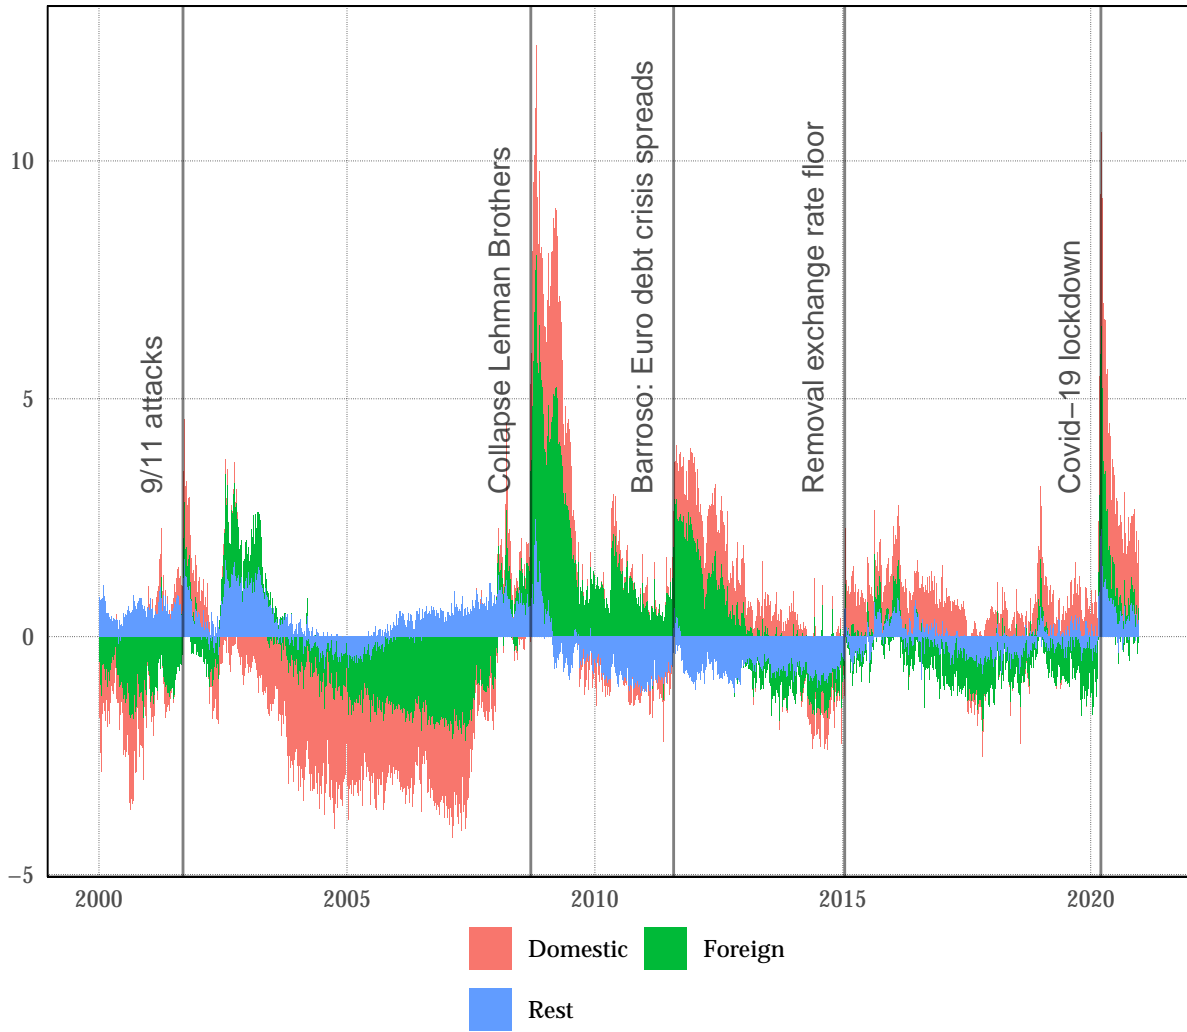 10
5
0
−5
9/11 attacks
Collapse Lehman Brothers
Barroso: Euro debt crisis spreads
Removal exchange rate floor
Covid−19 lockdown
2000
2005
2010
2015
2020
Domestic
Foreign
Rest